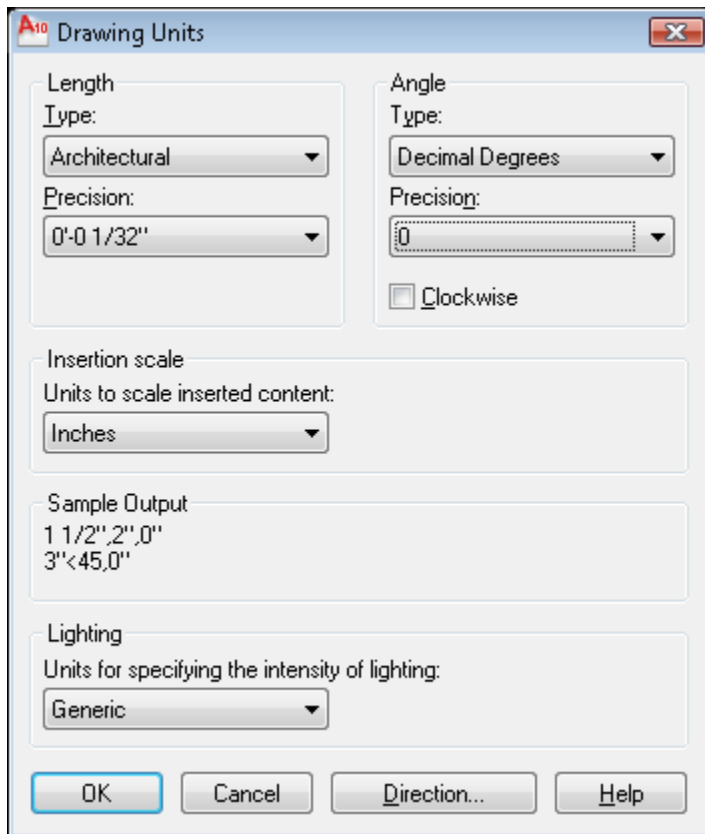 A10 Drawing Units
Length
Type:
Architectural
Precision:
0'-0 1/32"
Angle
Type:
Decimal Degrees
Precision:
0
Clockwise
Insertion scale
Units to scale inserted content:
Inches
Sample Output
1 1/2",2",0"
3"<45,0"
Lighting
Units for specifying the intensity of lighting:
Generic
OK Cancel Direction... Help